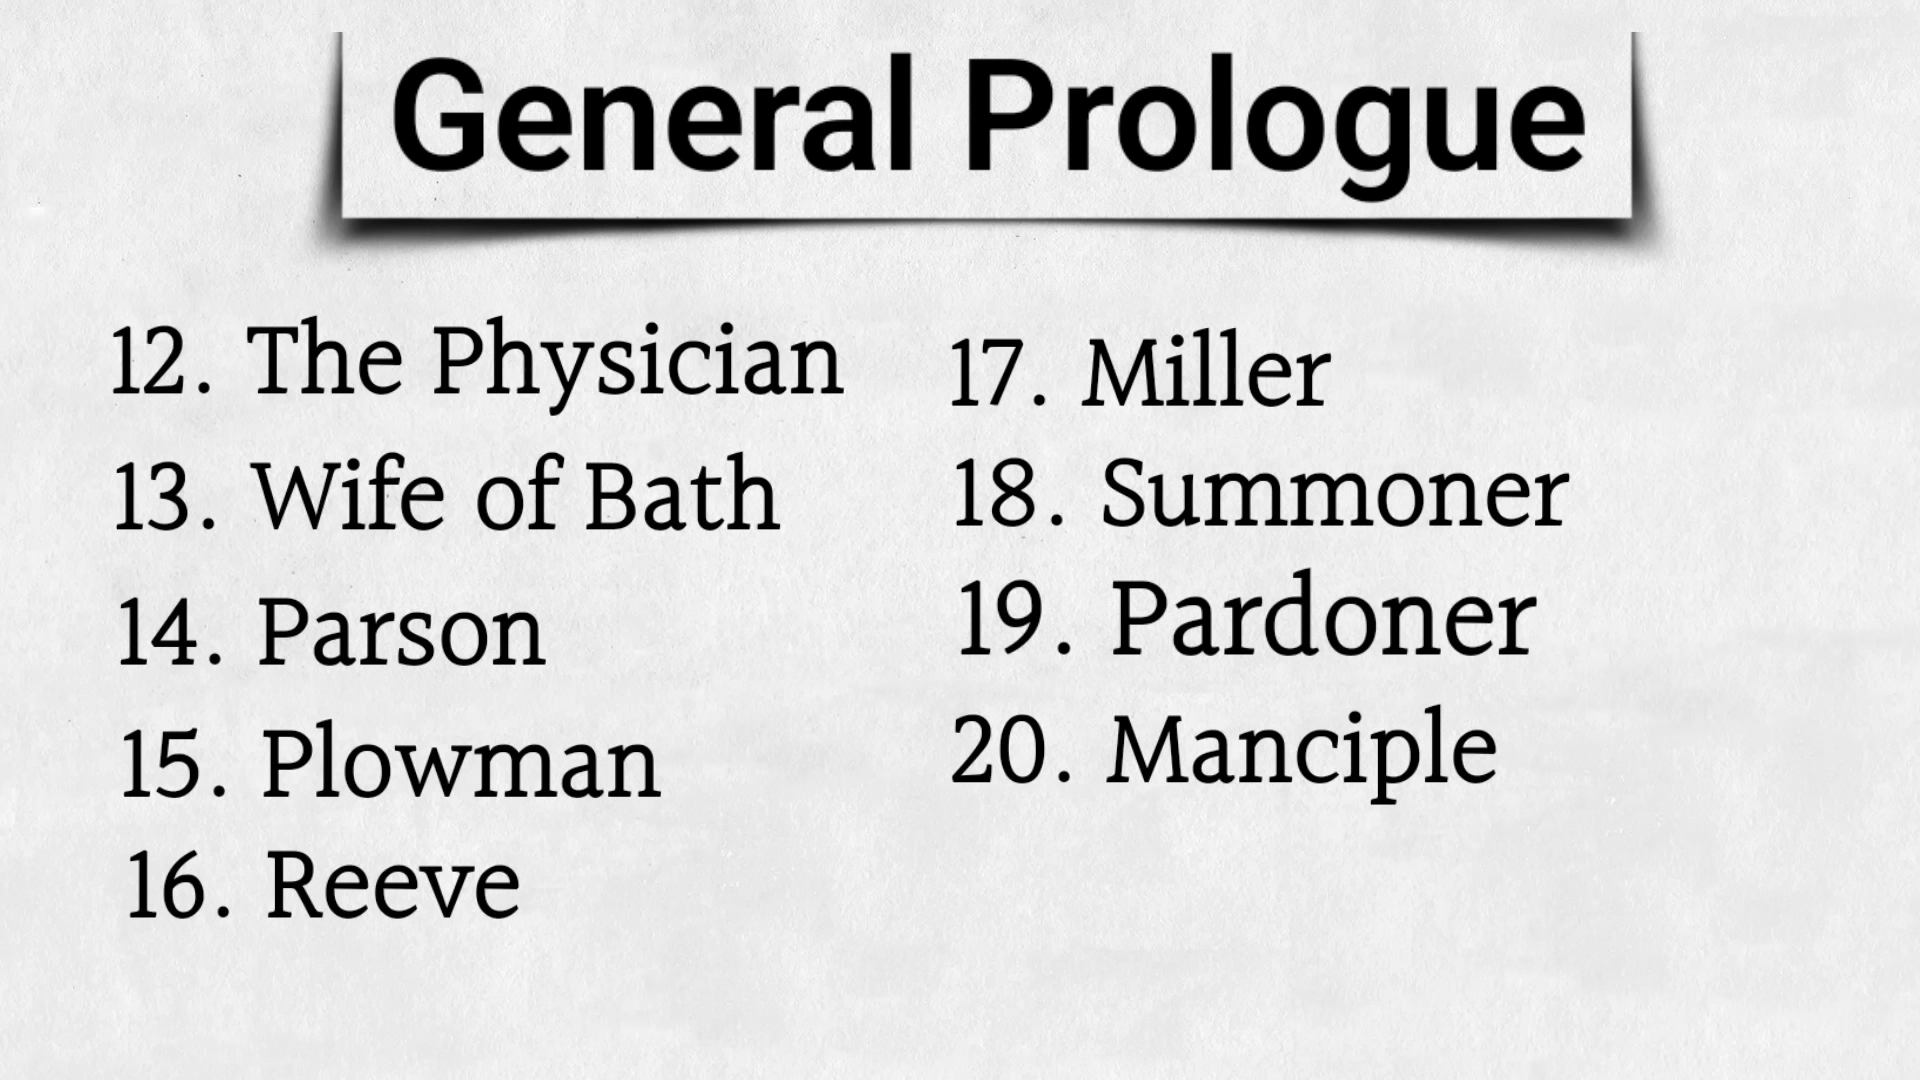 General Prologue
12. The Physician
13. Wife of Bath
14. Parson
15. Plowman
16. Reeve
17. Miller
18. Summoner
19. Pardoner
20. Manciple